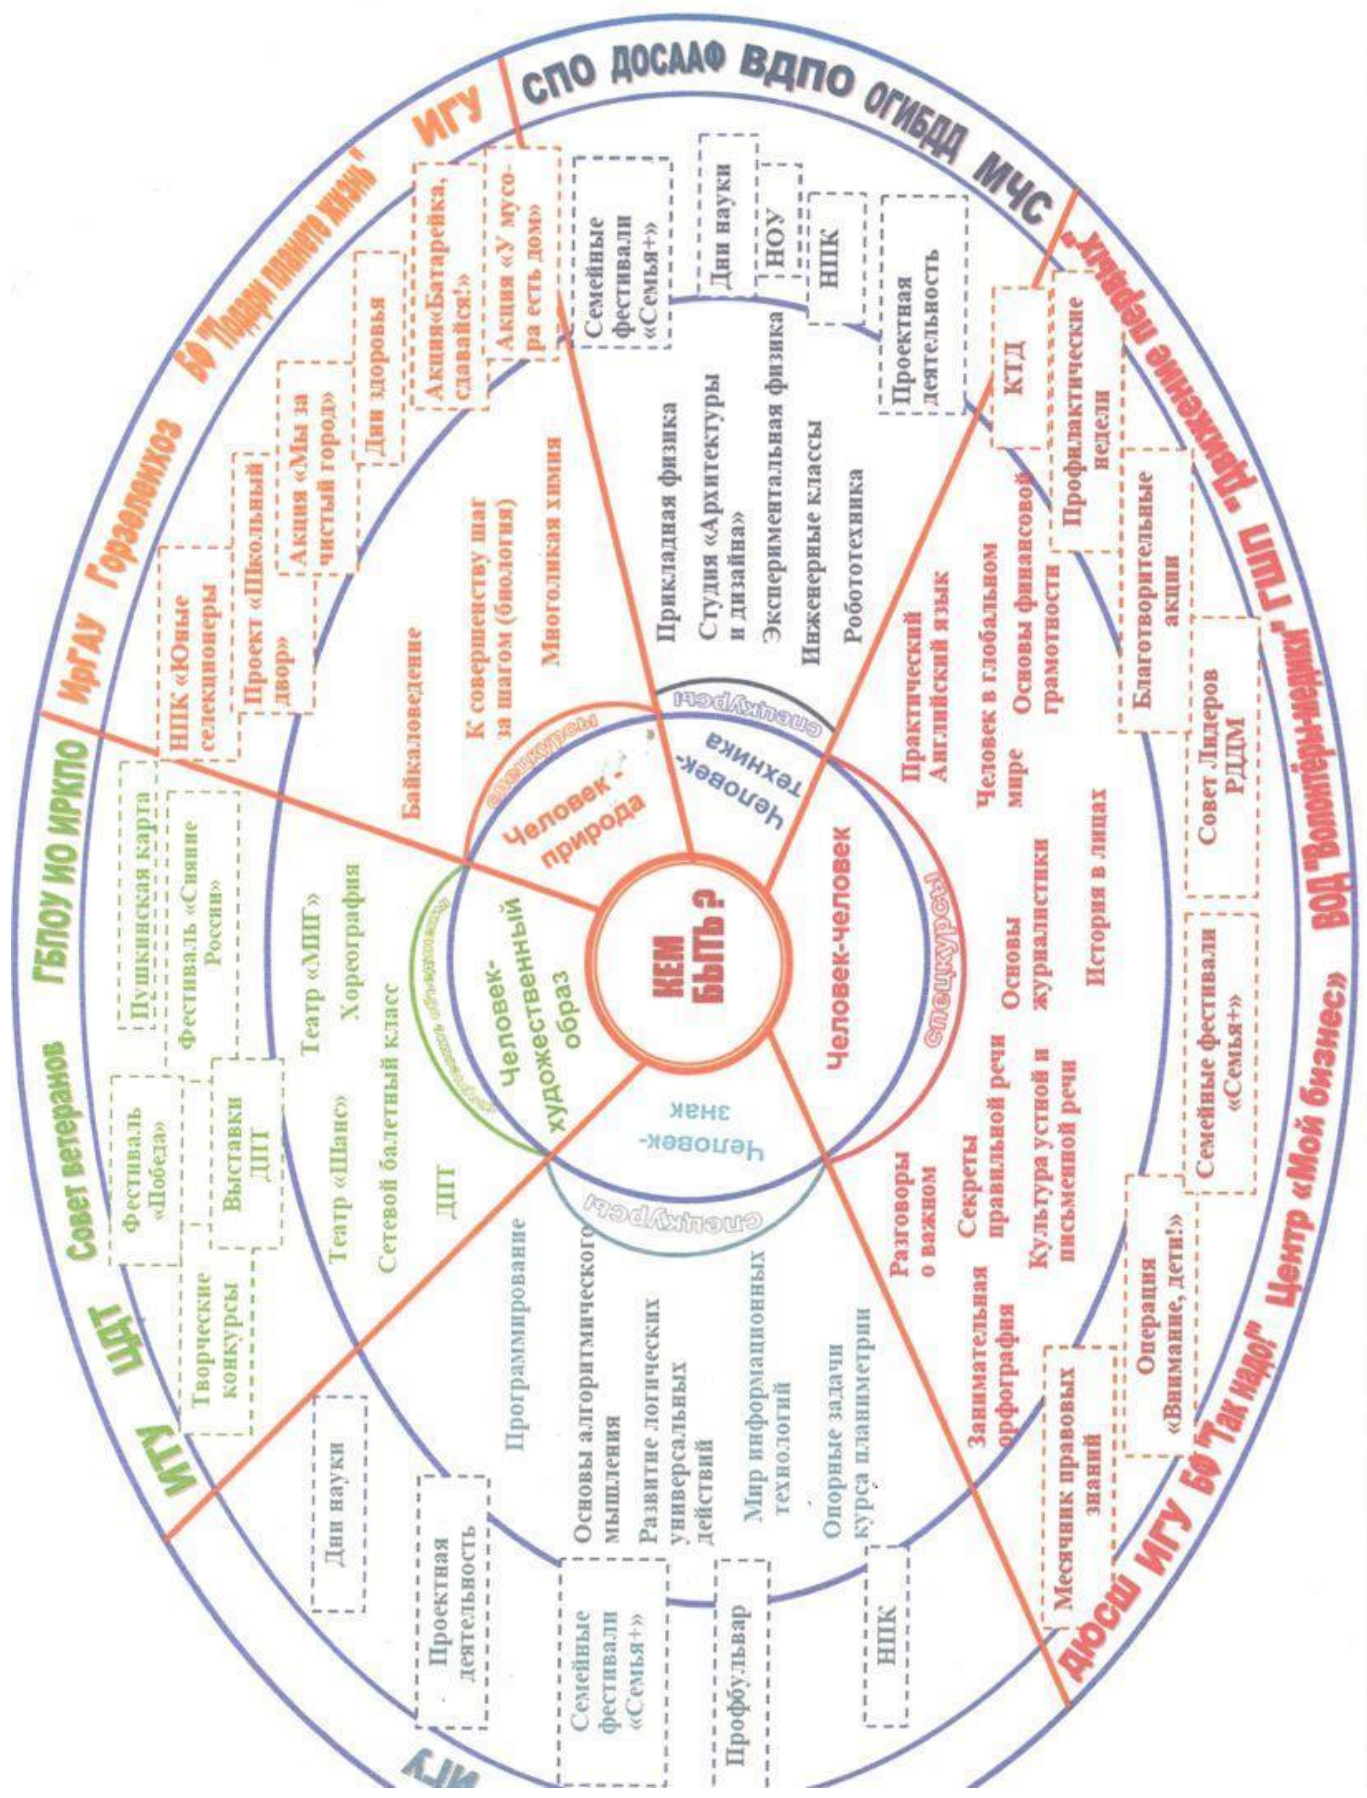 КЕМ
БЫТЬ?
Человек-
художественный
образ
Человек -
природа
Человек-
техника
Человек-человек
Человек-
знак
спецкурсы
спецкурсы
спецкурсы
спецкурсы
ИТУ
ЦДТ
Совет ветеранов
ГБПОУ ИО ИРКПО
Пушкинская карта
Фестиваль «Сияние
России»
Фестиваль
«Победа»
Выставки
ДПТ
Творческие
конкурсы
Театр «МИГ»
Хореография
Театр «Шанс»
Сетевой балетный класс
ДПТ
ИрГАУ
Горзеленхоз
БФ "Подари планете жизнь"
ИГУ
НПК «Юные
селекционеры
Проект «Школьный
двор»
Акция «Мы за
чистый город»
Дни здоровья
Акция«Батарейка,
сдавайся!»
Акция «У мусо-
ра есть дом»
Байкаловедение
К совершенству шаг
за шагом (биология)
Многоликая химия
СПО ДОСААФ ВДПО ОГИБДД МЧС
Семейные
фестивали
«Семья+»
Дни науки
НОУ
НПК
Проектная
деятельность
Прикладная физика
Студия «Архитектуры
и дизайна»
Экспериментальная физика
Инженерные классы
Робототехника
"Движение первых"
ГШП
ВОД "Волонтёры-медики"
Центр «Мой бизнес»
БФ "Так надо!"
ИГУ
ДЮСШ
КТД
Профилактические
недели
Благотворительные
акции
Совет Лидеров
РДДМ
Семейные фестивали
«Семья+»
Операция
«Внимание, дети!»
Месячник правовых
знаний
Практический
Английский язык
Человек в глобальном
мире
Основы финансовой
грамотности
Основы
журналистики
История в лицах
Разговоры
о важном
Секреты
правильной речи
Культура устной и
письменной речи
Занимательная
орфография
ИГУ
Дни науки
Проектная
деятельность
Семейные
фестивали
«Семья+»
Профбульвар
НПК
Программирование
Основы алгоритмического
мышления
Развитие логических
универсальных
действий
Мир информационных
технологий
Опорные задачи
курса планиметрии